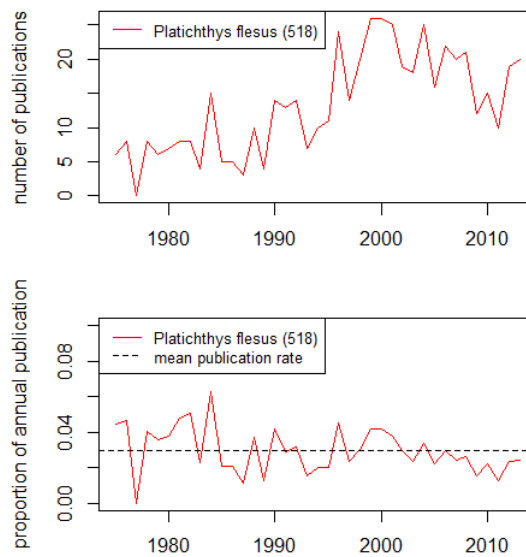 number of publications
Platichthys flesus (518)
20
10
5
0
1980 1990 2000 2010
proportion of annual publication
Platichthys flesus (518)
mean publication rate
0.08
0.04
0.00
1980 1990 2000 2010